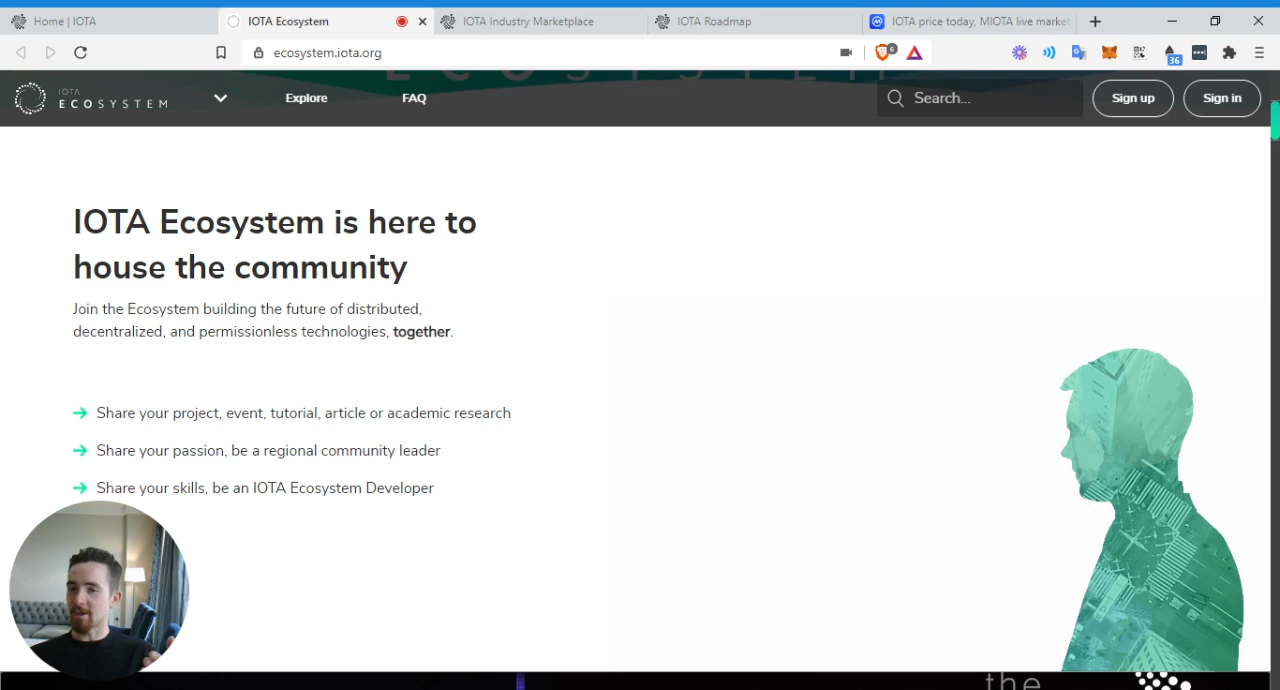 Home | IOTA
IOTA Ecosystem
IOTA Industry Marketplace
IOTA Roadmap
IOTA price today, MIOTA live market
ecosystem.iota.org
6
36
ECOSYSTEM
IOTA
ECOSYSTEM
Explore
FAQ
Search...
Sign up
Sign in
IOTA Ecosystem is here to
house the community
Join the Ecosystem building the future of distributed,
decentralized, and permissionless technologies, together.
Share your project, event, tutorial, article or academic research
Share your passion, be a regional community leader
Share your skills, be an IOTA Ecosystem Developer
the